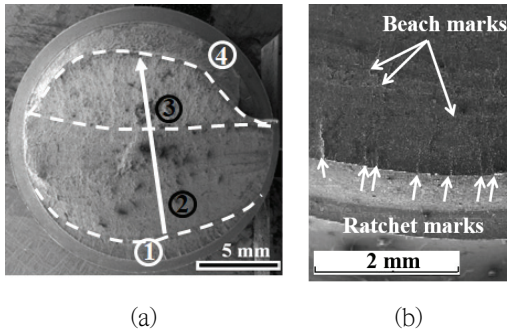 ④
③
②
①
5 mm
(a)
Beach marks
Ratchet marks
2 mm
(b)